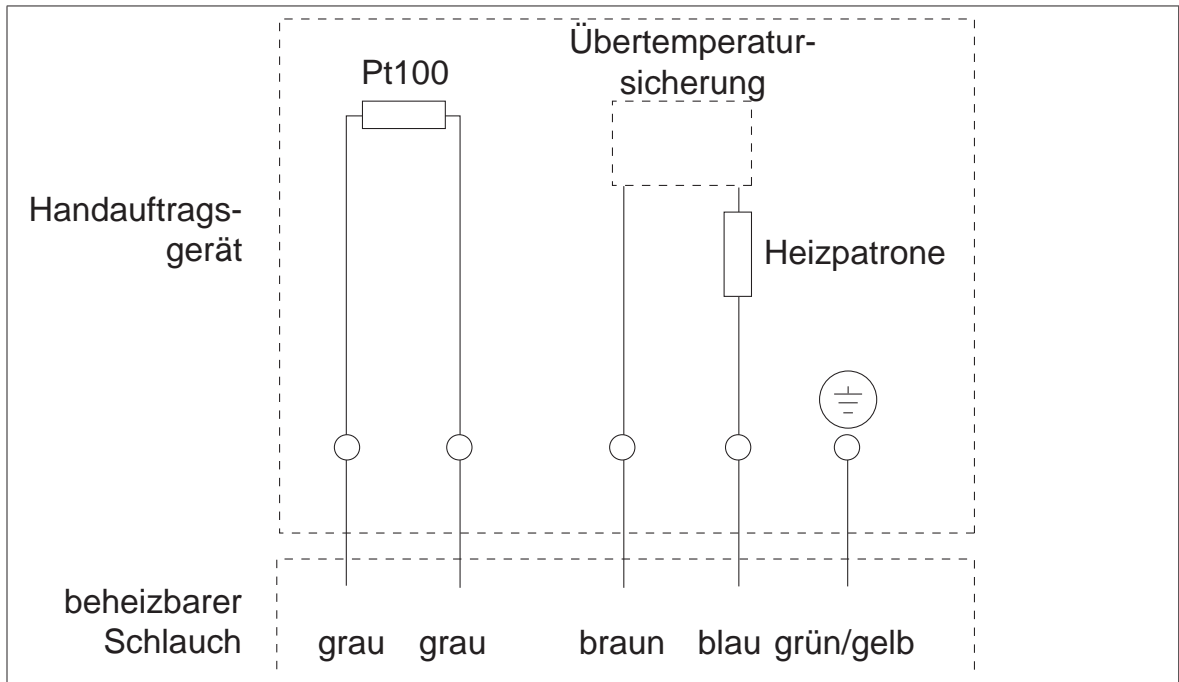 Übertemperatur-
sicherung
Pt100
Handauftrags-
gerät
Heizpatrone
beheizbarer
Schlauch
grau grau braun blau grün/gelb